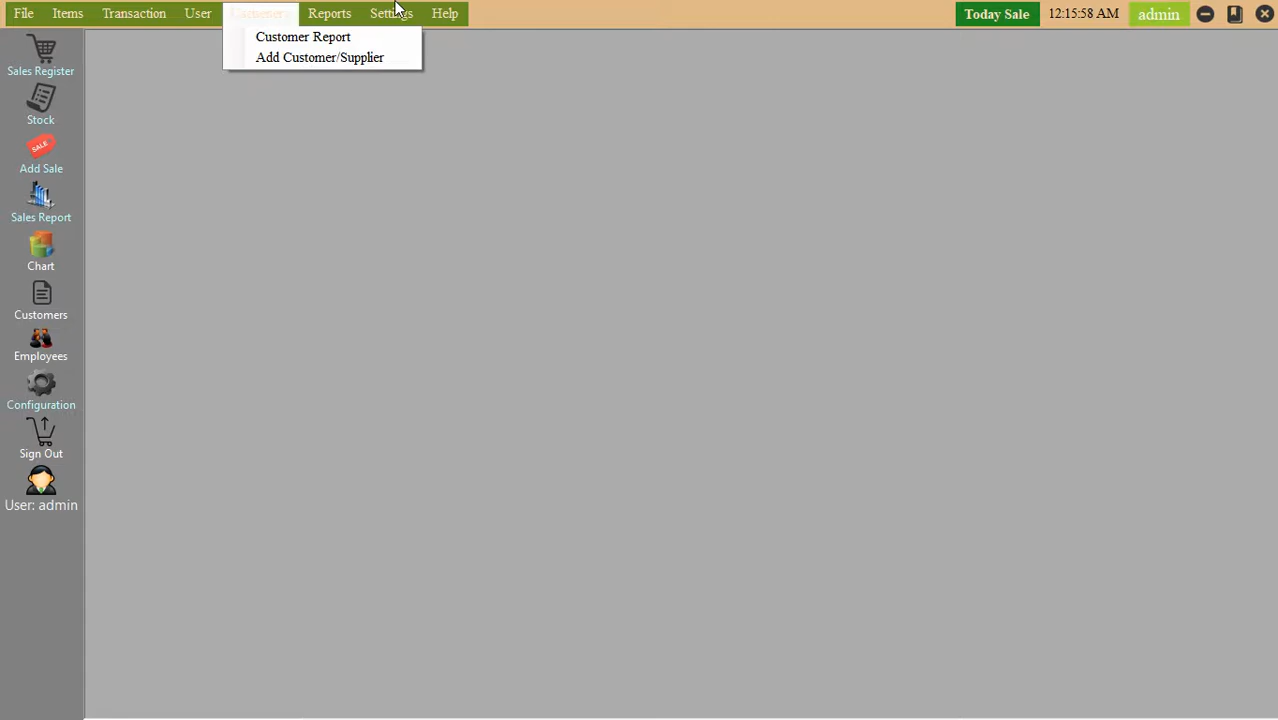 File Items Transaction User Customers Reports Settings Help Today Sale 12:15:58 AM admin
Customer Report
Add Customer/Supplier
Sales Register
Stock
SALE
Add Sale
Sales Report
Chart
Customers
Employees
Configuration
Sign Out
User: admin